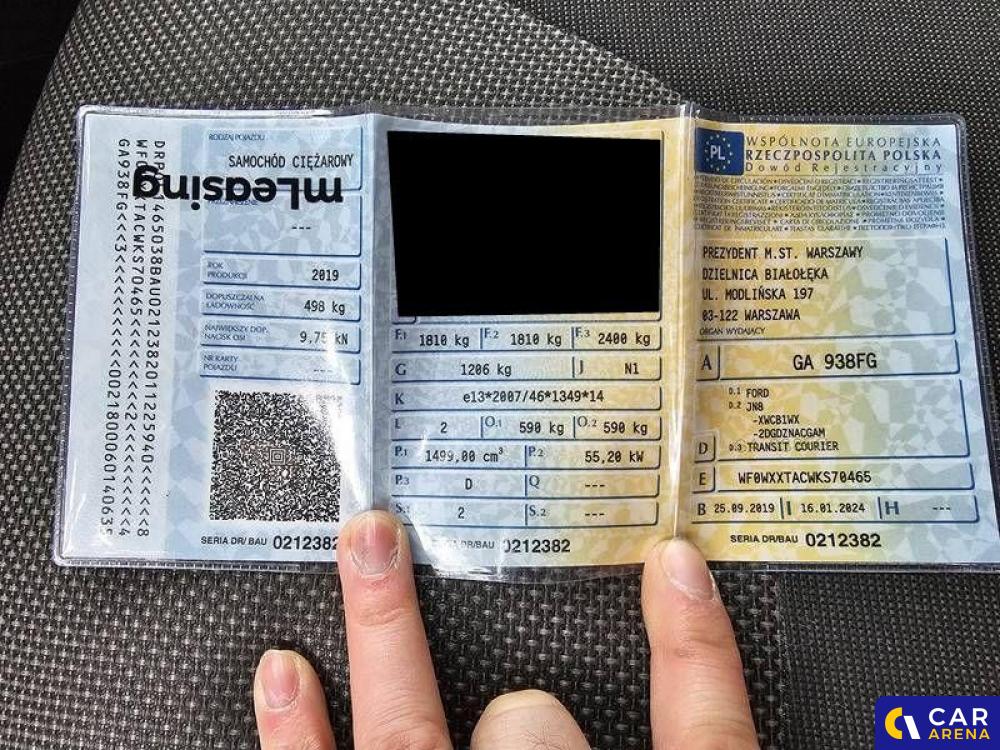 RODZAJ POJAZDU
SAMOCHÓD CIĘŻAROWY
mLeasing
---
ROK PRODUKCJI 2019
DOPUSZCZALNA ŁADOWNOŚĆ 498 kg
NAJWIĘKSZY DOP. NACISK OSI 9,75 kN
NR KARTY POJAZDU ---
SERIA DR/BAU 0212382
F.1 1810 kg F.2 1810 kg F.3 2400 kg
G 1206 kg J N1
K e13*2007/46*1349*14
L 2 O.1 590 kg O.2 590 kg
P.1 1499,00 cm³ P.2 55,20 kW
P.3 D Q ---
S.1 2 S.2 ---
DR/BAU 0212382
PL
WSPÓLNOTA EUROPEJSKA
RZECZPOSPOLITA POLSKA
Dowód Rejestracyjny
PREZYDENT M.ST. WARSZAWY
DZIELNICA BIAŁOŁĘKA
UL. MODLIŃSKA 197
03-122 WARSZAWA
ORGAN WYDAJĄCY
A GA 938FG
D.1 FORD
D.2 JN8
-XWCB1WX
-2DGDZNACGAM
D D.3 TRANSIT COURIER
E WF0WXXTACWKS70465
B 25.09.2019 I 16.01.2024 H ---
SERIA DR/BAU 0212382
CAR
ARENA